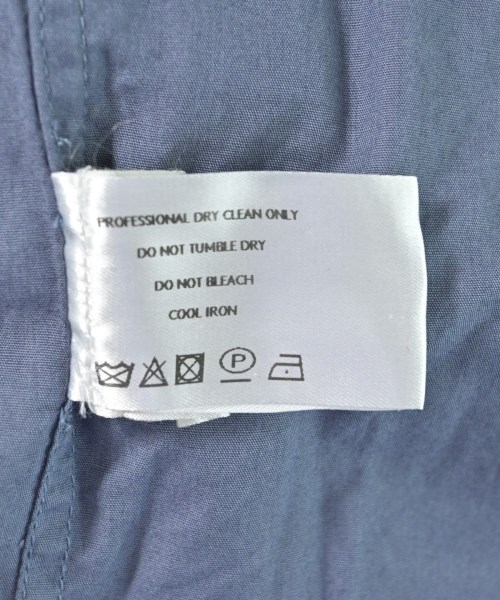 PROFESSIONAL DRY CLEAN ONLY
DO NOT TUMBLE DRY
DO NOT BLEACH
COOL IRON
P